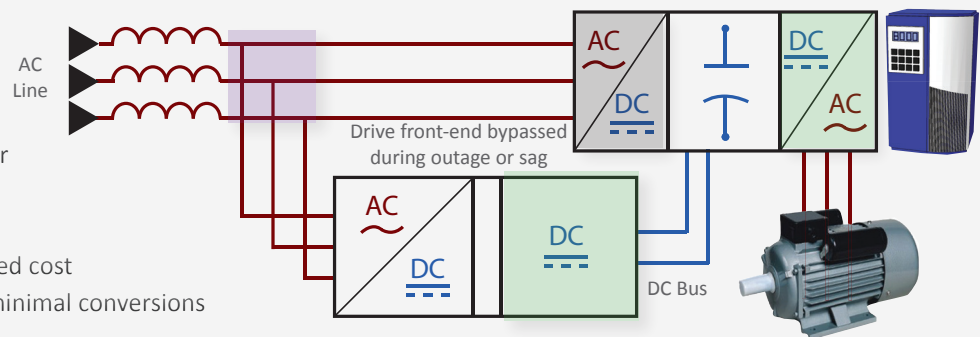 AC
Line
AC
DC
DC
AC
Drive front-end bypassed
during outage or sag
AC
DC
DC
DC Bus
ed cost
minimal conversions